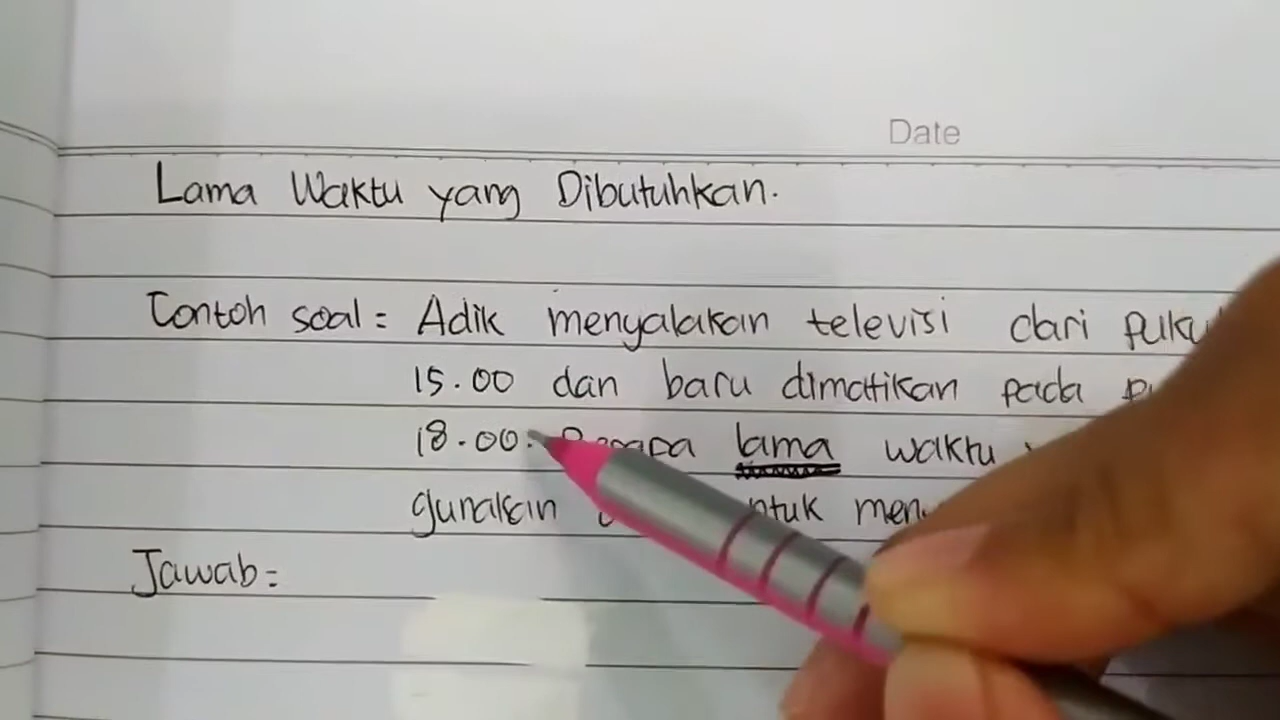 Date
Lama Waktu yang Dibutuhkan.
Contoh soal = Adik menyalakan televisi dari
15.00 dan baru dimatikan pada
18.00. lama waktu
gunakan
Jawab =